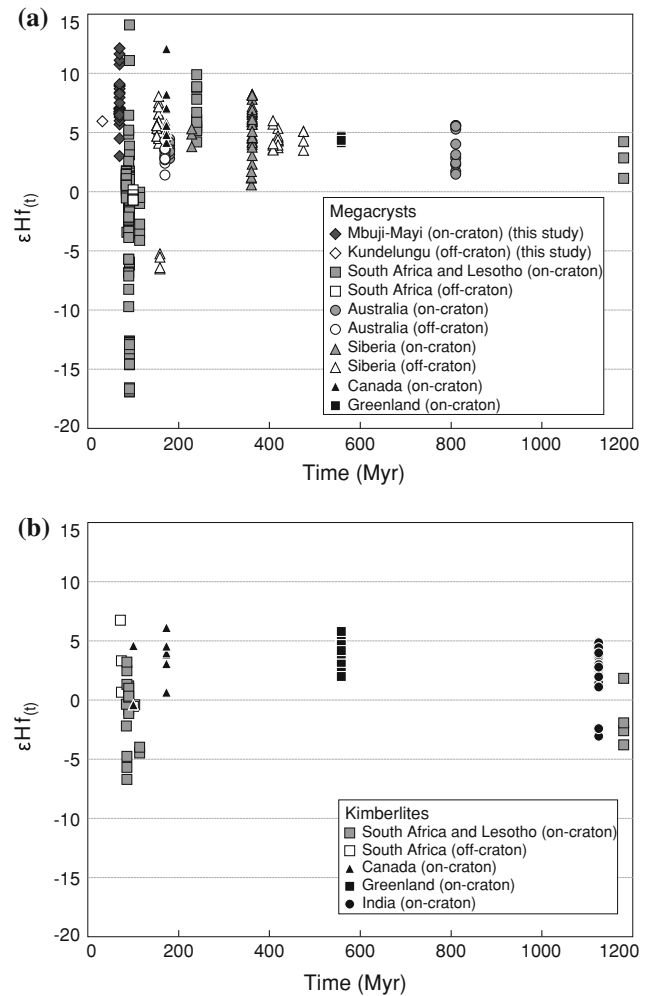 (a)
15
10
5
0
-5
-10
-15
-20
εHf(t)
Megacrysts
Mbuji-Mayi (on-craton) (this study)
Kundelungu (off-craton) (this study)
South Africa and Lesotho (on-craton)
South Africa (off-craton)
Australia (on-craton)
Australia (off-craton)
Siberia (on-craton)
Siberia (off-craton)
Canada (on-craton)
Greenland (on-craton)
0 200 400 600 800 1000 1200
Time (Myr)
(b)
15
10
5
0
-5
-10
-15
-20
εHf(t)
Kimberlites
South Africa and Lesotho (on-craton)
South Africa (off-craton)
Canada (on-craton)
Greenland (on-craton)
India (on-craton)
0 200 400 600 800 1000 1200
Time (Myr)